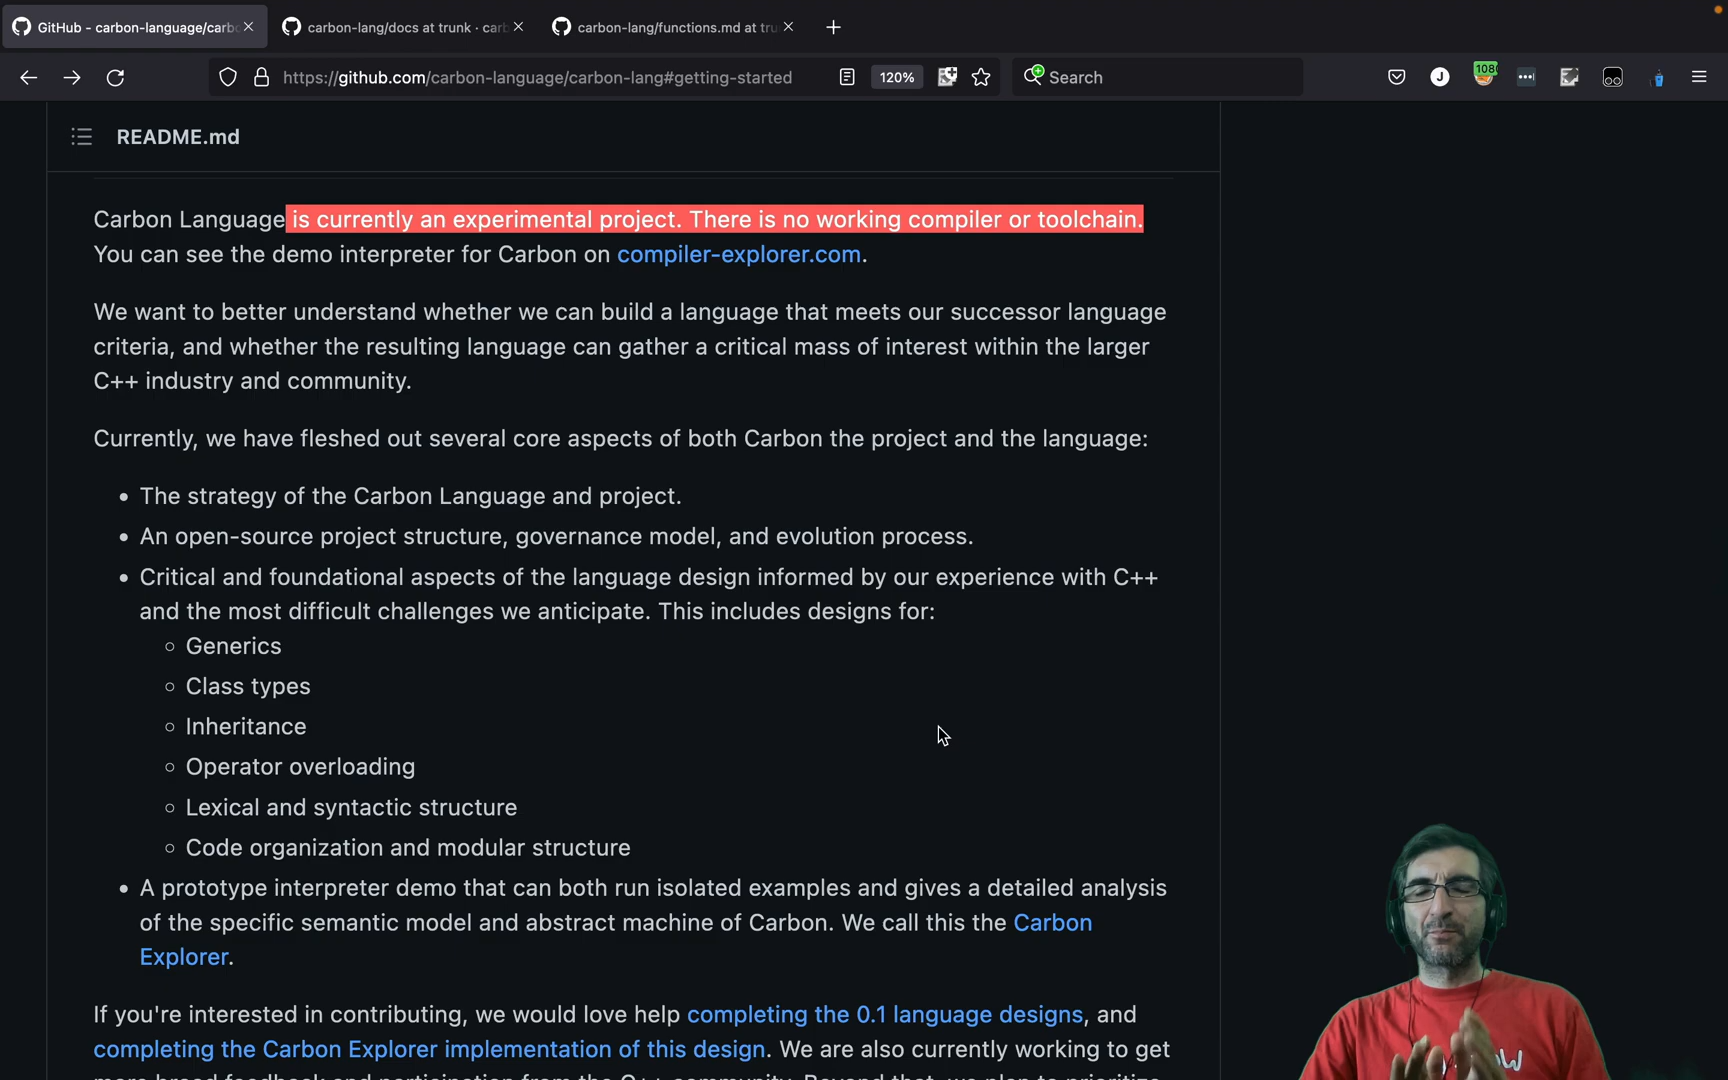 GitHub - carbon-language/carbo
carbon-lang/docs at trunk · carb
carbon-lang/functions.md at tru
https://github.com/carbon-language/carbon-lang#getting-started
120%
Search
J
108
README.md
Carbon Language is currently an experimental project. There is no working compiler or toolchain.
You can see the demo interpreter for Carbon on compiler-explorer.com.
We want to better understand whether we can build a language that meets our successor language
criteria, and whether the resulting language can gather a critical mass of interest within the larger
C++ industry and community.
Currently, we have fleshed out several core aspects of both Carbon the project and the language:
The strategy of the Carbon Language and project.
An open-source project structure, governance model, and evolution process.
Critical and foundational aspects of the language design informed by our experience with C++
and the most difficult challenges we anticipate. This includes designs for:
Generics
Class types
Inheritance
Operator overloading
Lexical and syntactic structure
Code organization and modular structure
A prototype interpreter demo that can both run isolated examples and gives a detailed analysis
of the specific semantic model and abstract machine of Carbon. We call this the Carbon
Explorer.
If you're interested in contributing, we would love help completing the 0.1 language designs, and
completing the Carbon Explorer implementation of this design. We are also currently working to get